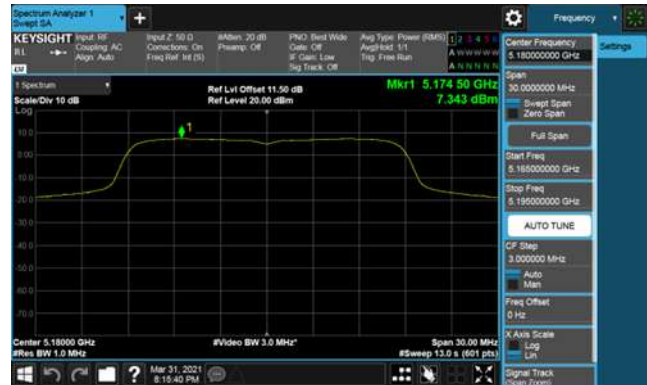 Spectrum Analyzer 1
Swept SA
Frequency
KEYSIGHT
RL
Input: RF
Coupling: AC
Align: Auto
Input Z: 50 Ω
Corrections: On
Freq Ref: Int (S)
#Atten: 20 dB
Preamp: Off
PNO: Best Wide
Gate: Off
IF Gain: Low
Sig Track: Off
Avg Type: Power (RMS)
Avg|Hold: 1/1
Trig: Free Run
1 2 3 4 5 6
A W W W W W
A N N N N N
1 Spectrum
Scale/Div 10 dB
Log
Ref Lvl Offset 11.50 dB
Ref Level 20.00 dBm
Mkr1 5.174 50 GHz
7.343 dBm
1
10.0
0.00
-10.0
-20.0
-30.0
-40.0
-50.0
-60.0
-70.0
Center 5.18000 GHz
#Res BW 1.0 MHz
#Video BW 3.0 MHz*
Span 30.00 MHz
#Sweep 13.0 s (601 pts)
Mar 31, 2021
8:15:40 PM
Center Frequency
5.180000000 GHz
Settings
Span
30.0000000 MHz
Swept Span
Zero Span
Full Span
Start Freq
5.165000000 GHz
Stop Freq
5.195000000 GHz
AUTO TUNE
CF Step
3.000000 MHz
Auto
Man
Freq Offset
0 Hz
X Axis Scale
Log
Lin
Signal Track
(Span Zoom)